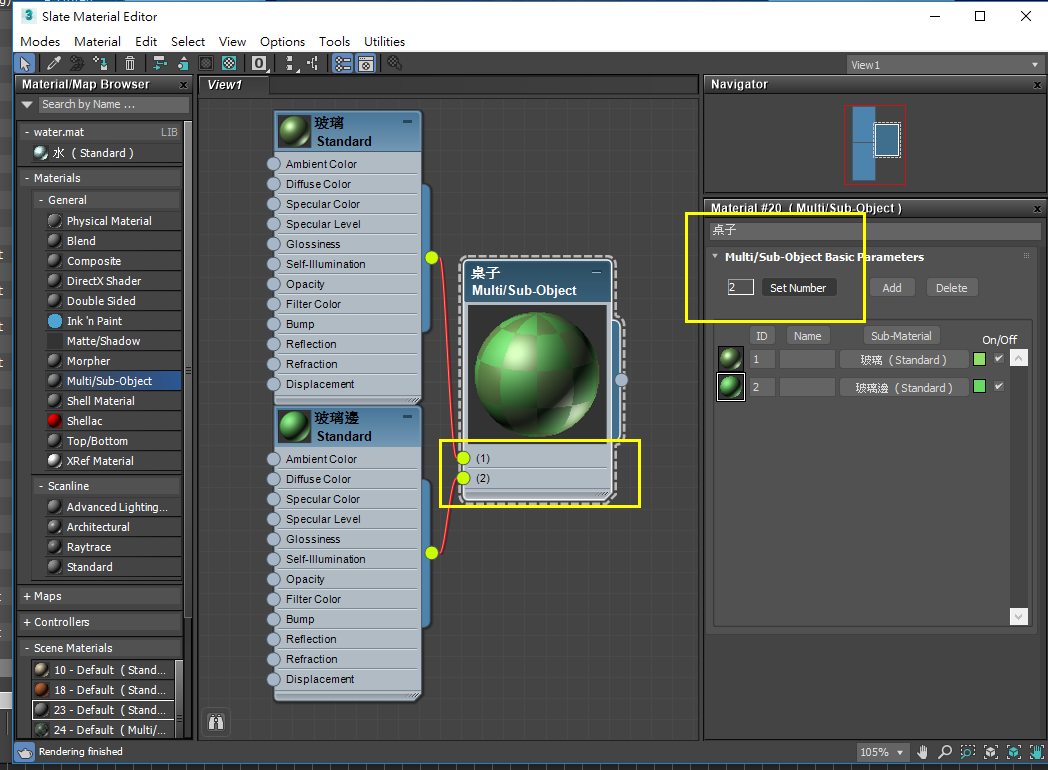 Slate Material Editor
Modes Material Edit Select View Options Tools Utilities
View1
Material/Map Browser
Search by Name ...
- water.mat LIB
水 ( Standard )
- Materials
- General
Physical Material
Blend
Composite
DirectX Shader
Double Sided
Ink 'n Paint
Matte/Shadow
Morpher
Multi/Sub-Object
Shell Material
Shellac
Top/Bottom
XRef Material
- Scanline
Advanced Lighting...
Architectural
Raytrace
Standard
+ Maps
+ Controllers
- Scene Materials
10 - Default ( Stand...
18 - Default ( Stand...
23 - Default ( Stand...
24 - Default ( Multi/...
Rendering finished
View1
玻璃
Standard
Ambient Color
Diffuse Color
Specular Color
Specular Level
Glossiness
Self-Illumination
Opacity
Filter Color
Bump
Reflection
Refraction
Displacement
玻璃邊
Standard
Ambient Color
Diffuse Color
Specular Color
Specular Level
Glossiness
Self-Illumination
Opacity
Filter Color
Bump
Reflection
Refraction
Displacement
桌子
Multi/Sub-Object
(1)
(2)
Navigator
Material #20 ( Multi/Sub-Object )
桌子
Multi/Sub-Object Basic Parameters
2 Set Number Add Delete
ID Name Sub-Material On/Off
1 玻璃 ( Standard )
2 玻璃邊 ( Standard )
105%